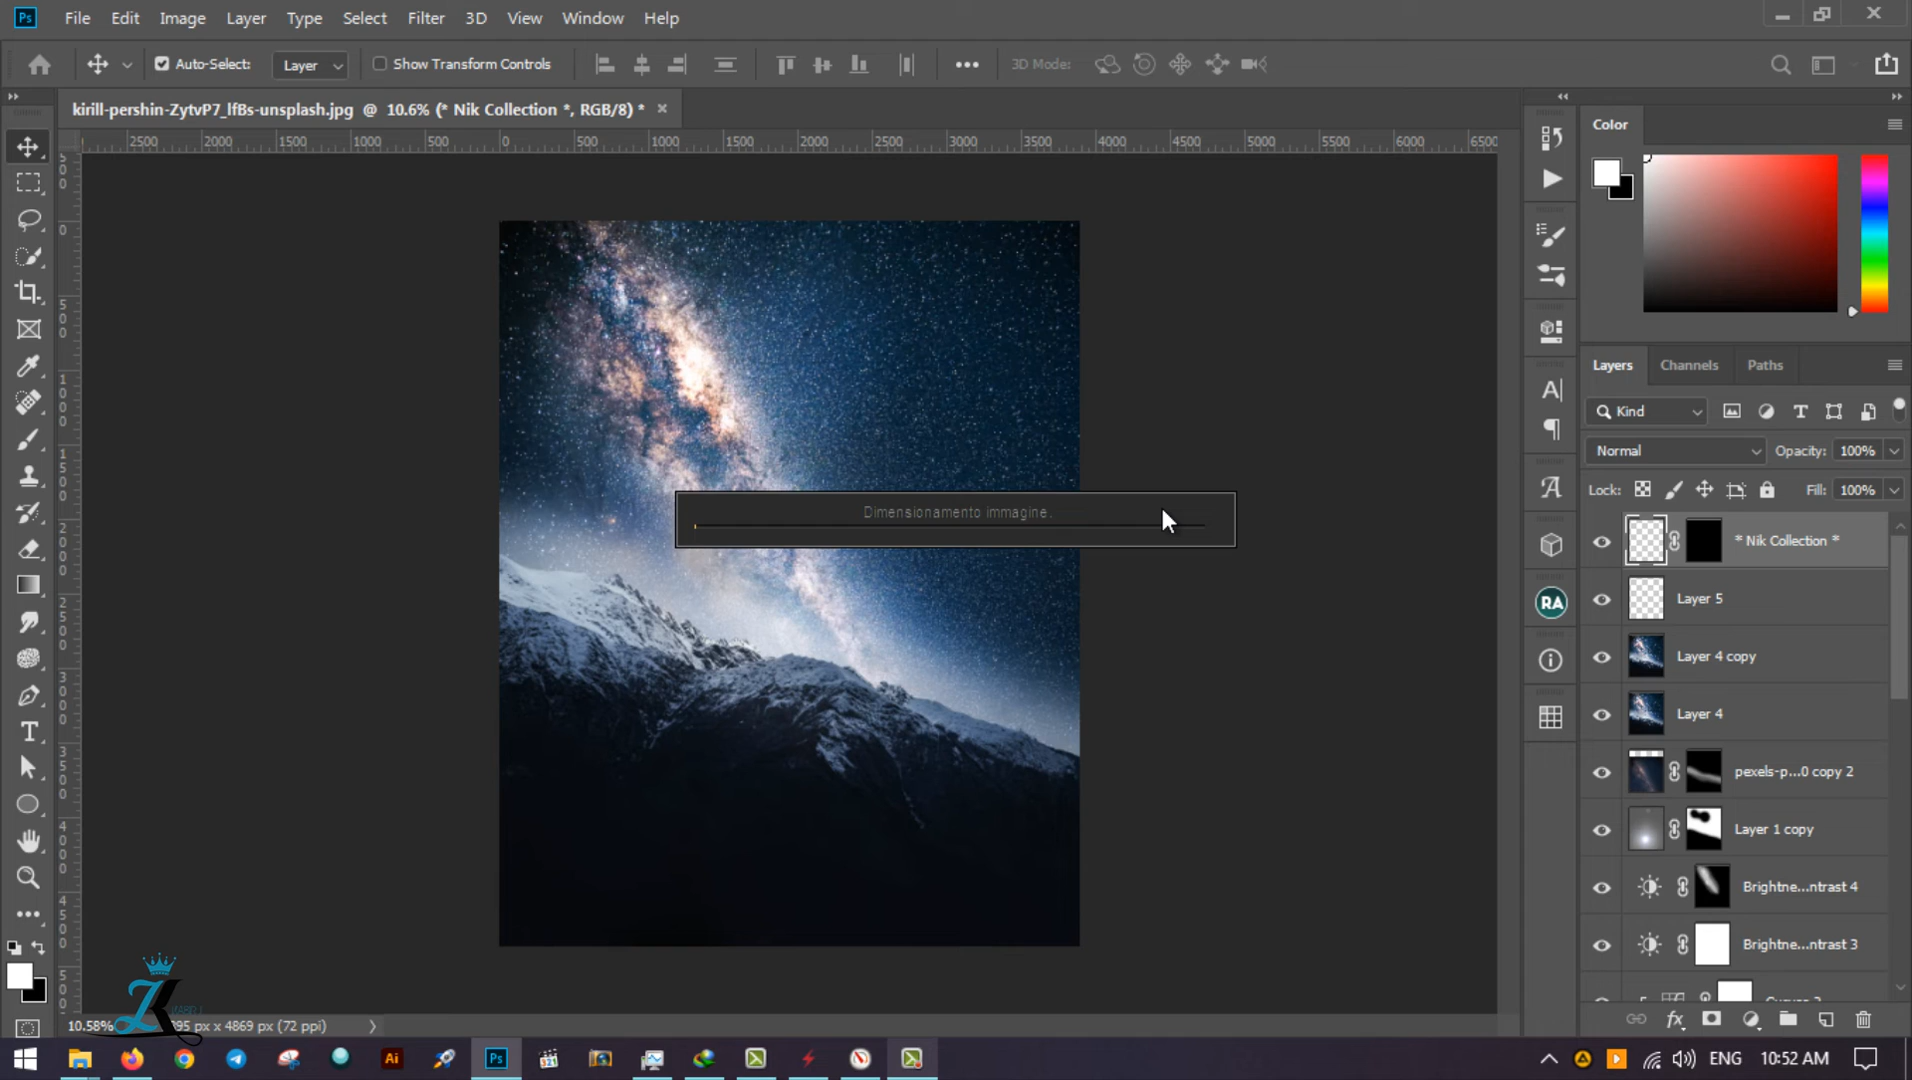 Ps File Edit Image Layer Type Select Filter 3D View Window Help
Auto-Select: Layer Show Transform Controls 3D Mode:
kirill-pershin-ZytvP7_lfBs-unsplash.jpg @ 10.6% (* Nik Collection *, RGB/8) *
2500 2000 1500 1000 500 0 500 1000 1500 2000 2500 3000 3500 4000 4500 5000 5500 6000 6500
Color
Layers Channels Paths
Kind
Normal Opacity: 100%
Lock: Fill: 100%
* Nik Collection *
Layer 5
Layer 4 copy
Layer 4
pexels-p...0 copy 2
Layer 1 copy
Brightne...ntrast 4
Brightne...ntrast 3
Dimensionamento immagine.
RA
fx
10.58% px x 4869 px (72 ppi)
Ai Ps ENG 10:52 AM